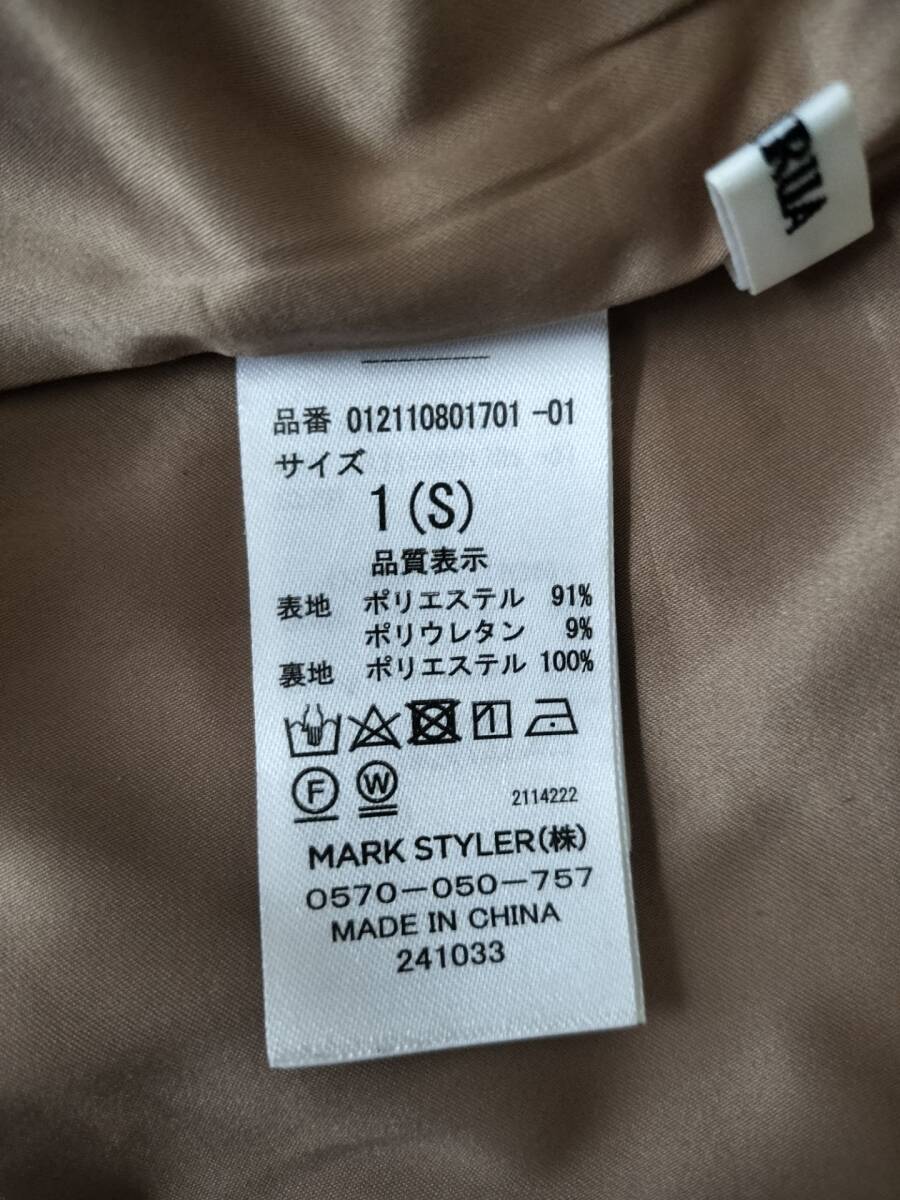 RIIA
品番 012110801701 -01
サイズ
1(S)
品質表示
表地 ポリエステル 91%
ポリウレタン 9%
裏地 ポリエステル 100%
F W
2114222
MARK STYLER(株)
0570-050-757
MADE IN CHINA
241033